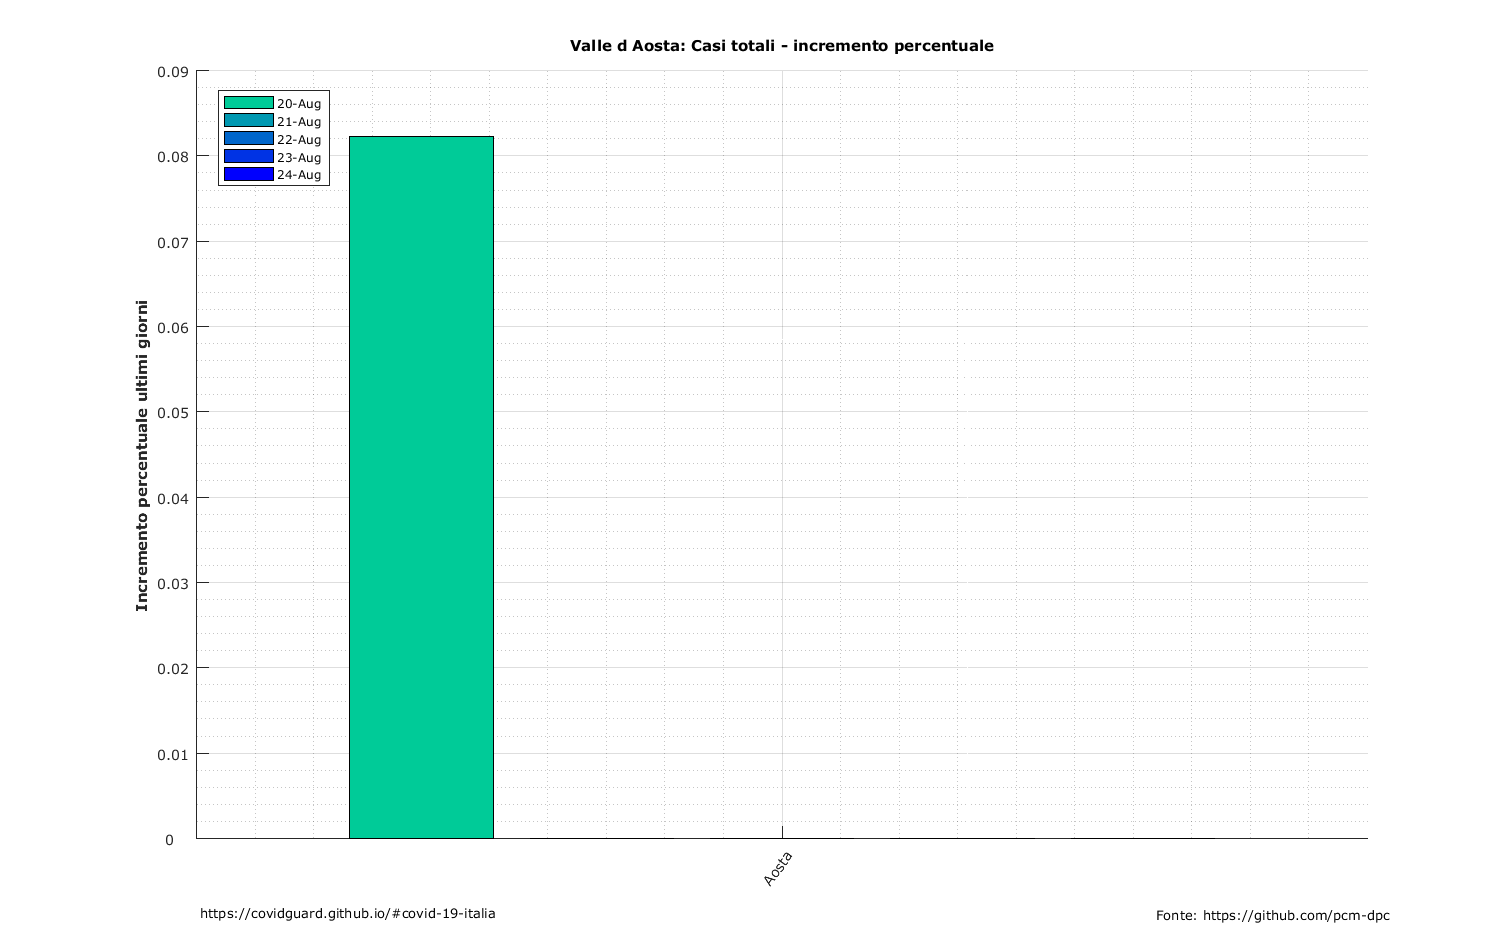 Valle d Aosta: Casi totali - incremento percentuale
0.09
0.08
0.07
0.06
0.05
0.04
0.03
0.02
0.01
0
20-Aug
21-Aug
22-Aug
23-Aug
24-Aug
Incremento percentuale ultimi giorni
Aosta
https://covidguard.github.io/#covid-19-italia
Fonte: https://github.com/pcm-dpc